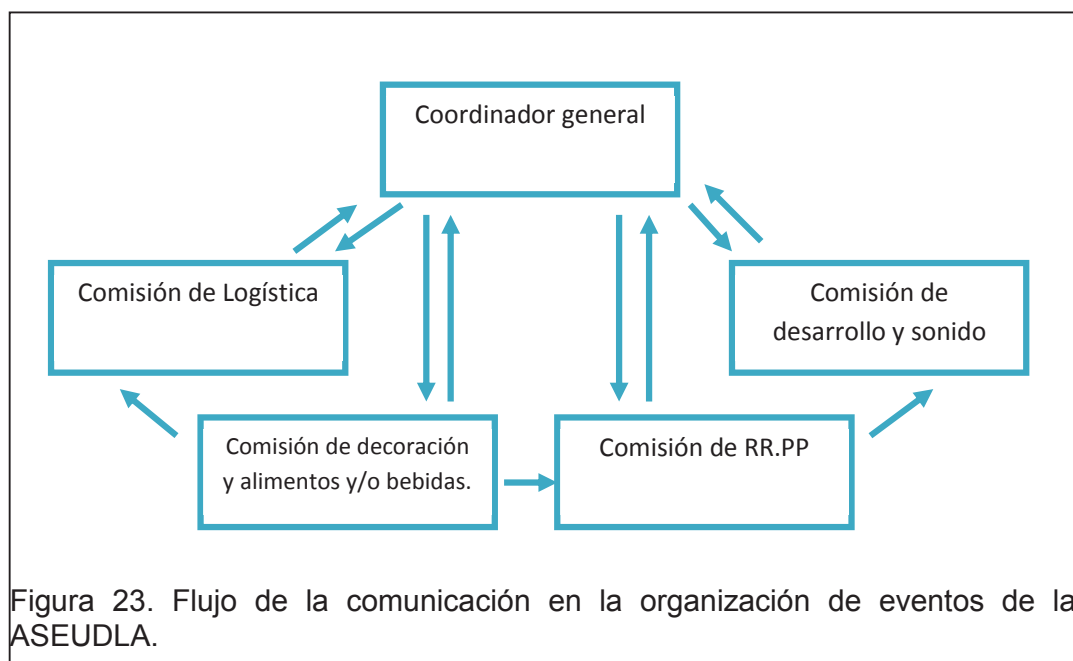 Coordinador general
Comisión de Logística
Comisión de
desarrollo y sonido
Comisión de decoración
y alimentos y/o bebidas.
Comisión de RR.PP
Figura 23. Flujo de la comunicación en la organización de eventos de la
ASEUDLA.